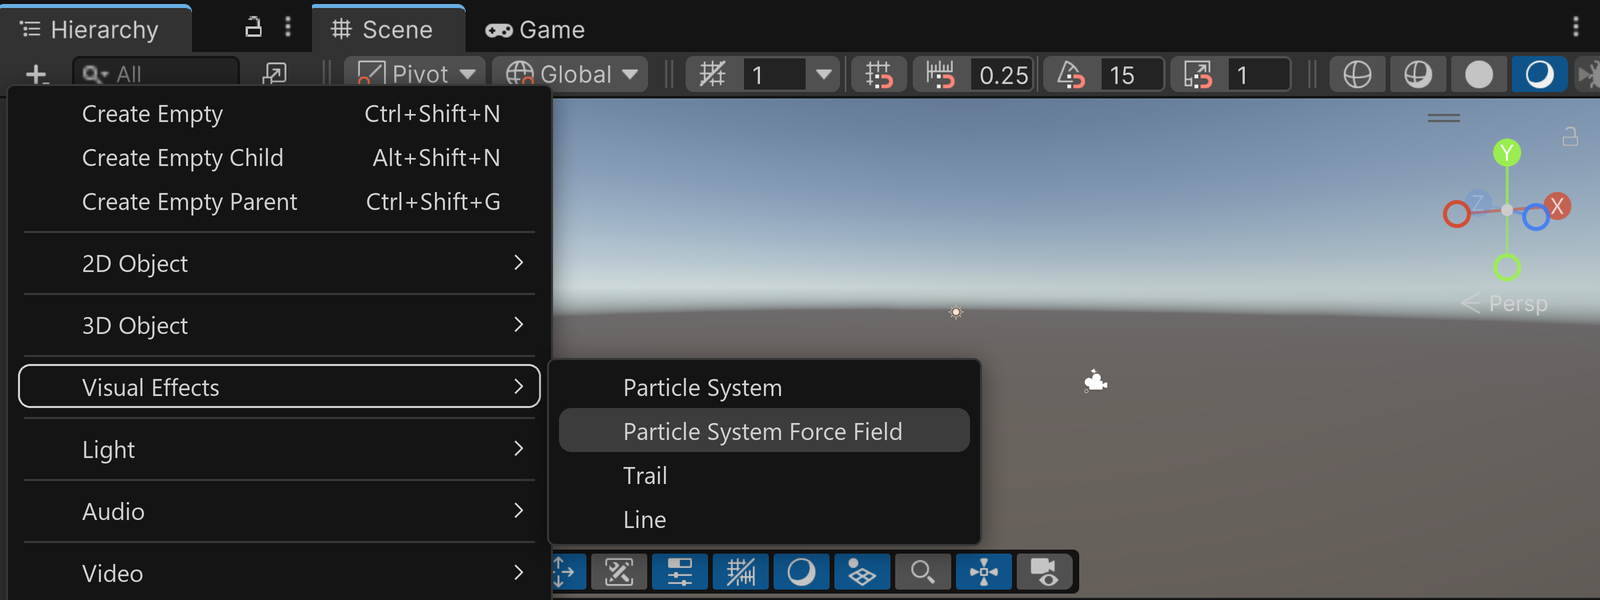 Hierarchy
Scene
Game
All
Pivot
Global
1
0.25
15
1
Create Empty Ctrl+Shift+N
Create Empty Child Alt+Shift+N
Create Empty Parent Ctrl+Shift+G
2D Object
3D Object
Visual Effects
Light
Audio
Video
Particle System
Particle System Force Field
Trail
Line
Y
Z
X
Persp